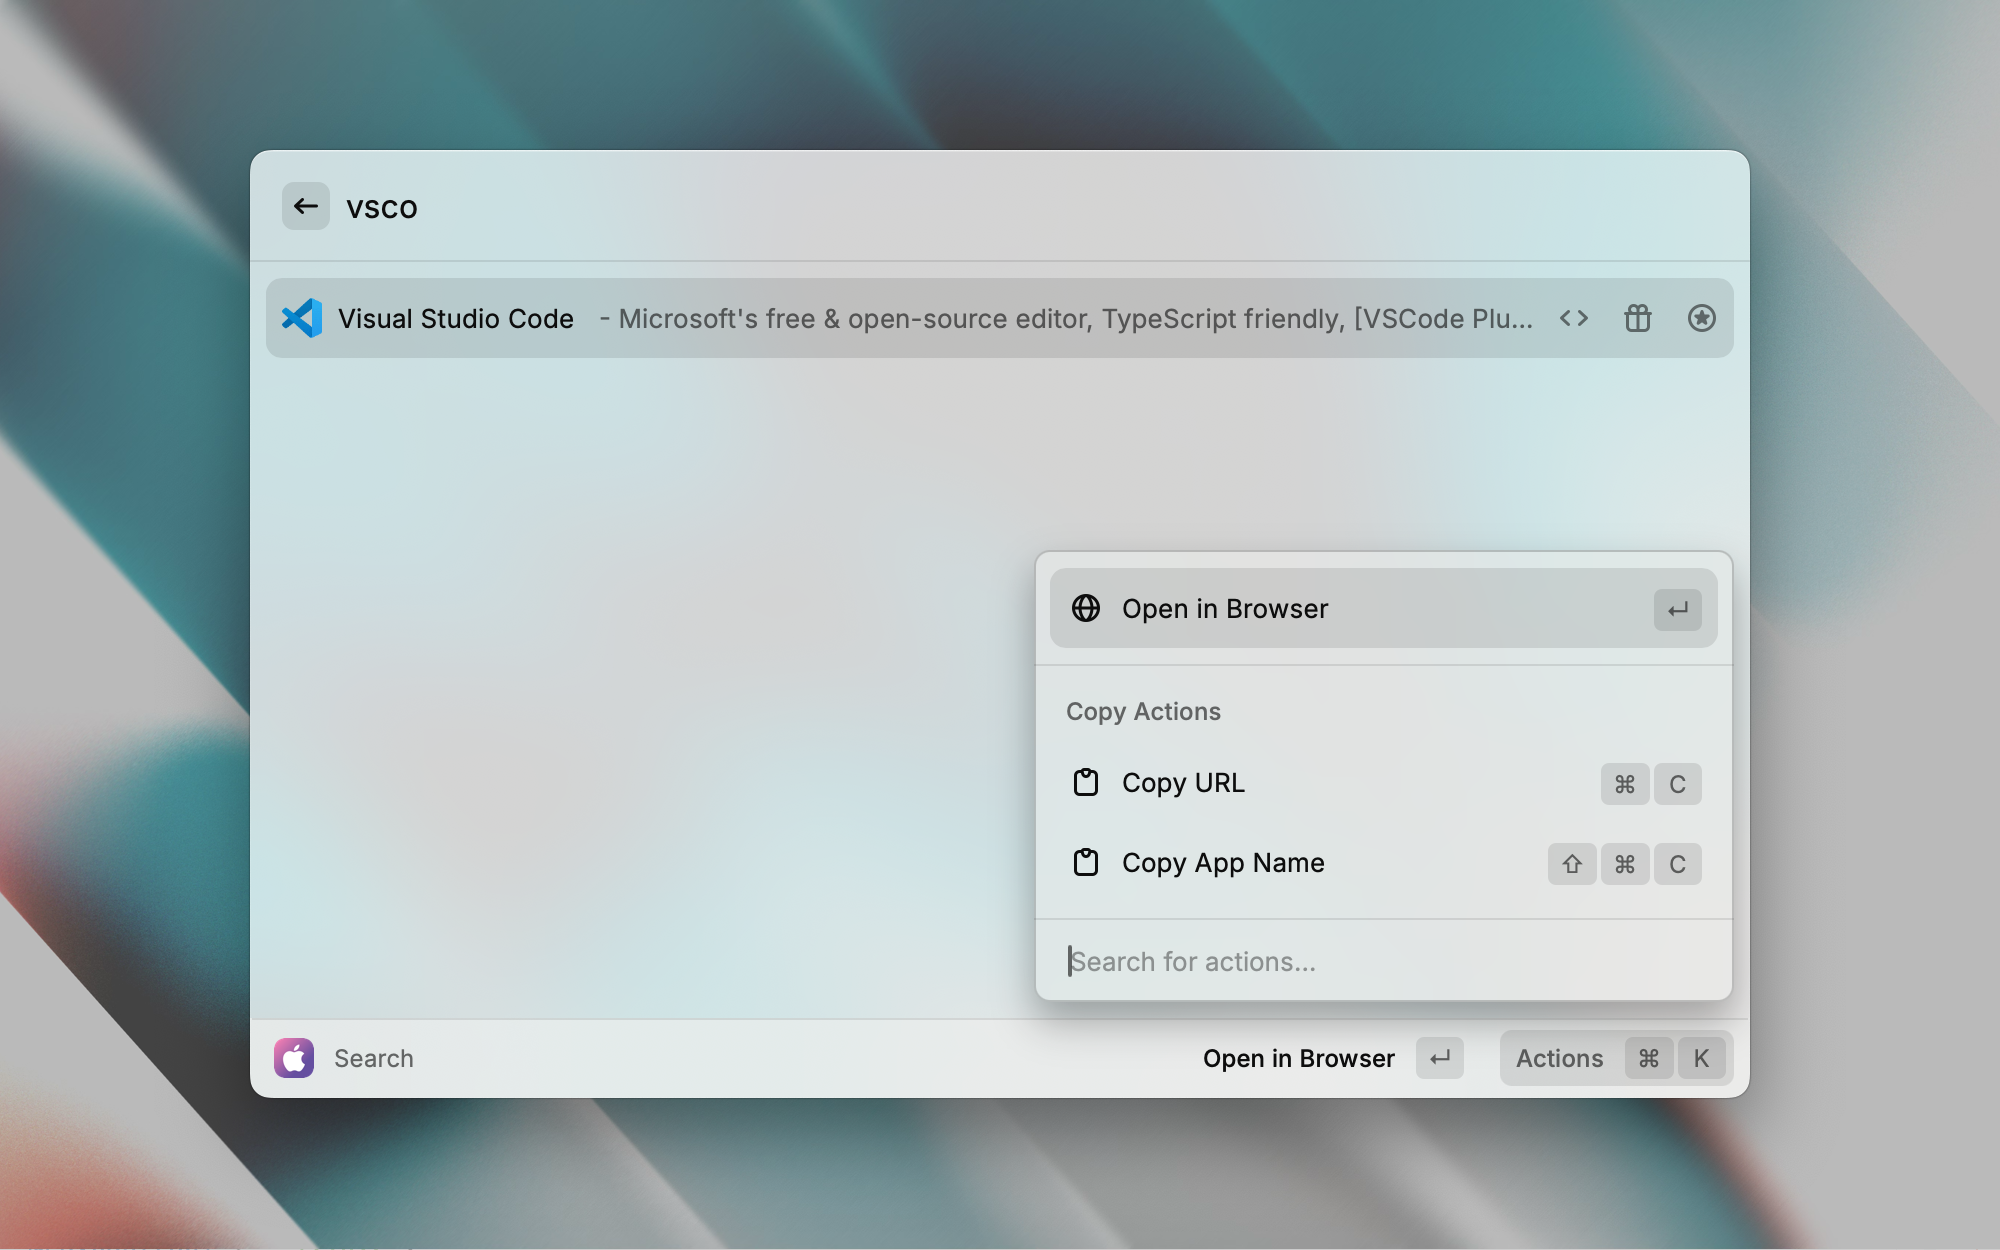 vsco
Visual Studio Code - Microsoft's free & open-source editor, TypeScript friendly, [VSCode Plu...
Open in Browser ↵
Copy Actions
Copy URL ⌘ C
Copy App Name ⇧ ⌘ C
Search for actions...
Search Open in Browser ↵ Actions ⌘ K